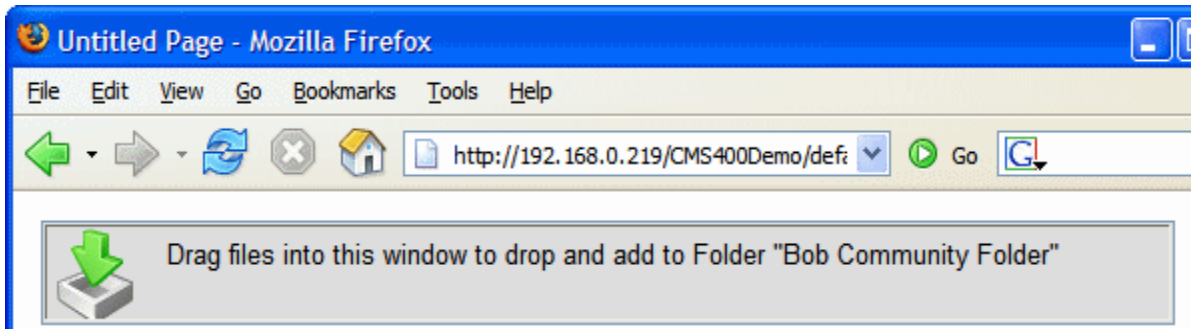 Untitled Page - Mozilla Firefox
File Edit View Go Bookmarks Tools Help
http://192.168.0.219/CMS400Demo/defa Go G
Drag files into this window to drop and add to Folder "Bob Community Folder"